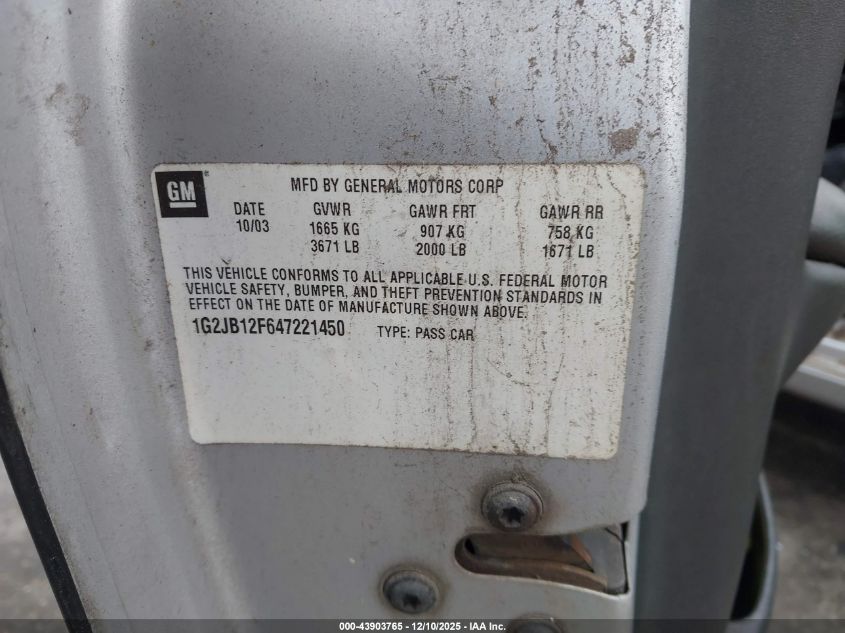 GM ®
MFD BY GENERAL MOTORS CORP
DATE GVWR GAWR FRT GAWR RR
10/03 1665 KG 907 KG 758 KG
3671 LB 2000 LB 1671 LB
THIS VEHICLE CONFORMS TO ALL APPLICABLE U.S. FEDERAL MOTOR
VEHICLE SAFETY, BUMPER, AND THEFT PREVENTION STANDARDS IN
EFFECT ON THE DATE OF MANUFACTURE SHOWN ABOVE.
1G2JB12F647221450 TYPE: PASS CAR
000-43903765 - 12/10/2025 - IAA Inc.